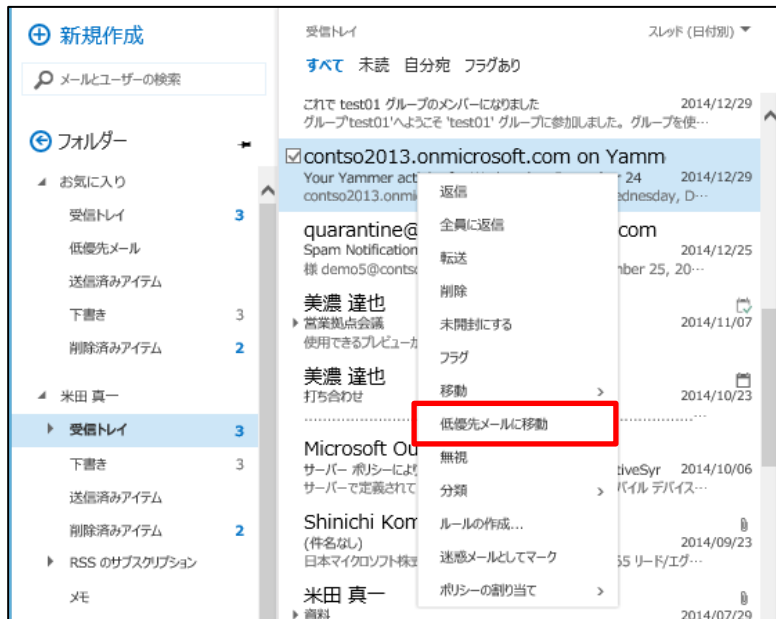 新規作成
メールとユーザーの検索
フォルダー
お気に入り
受信トレイ 3
低優先メール
送信済みアイテム
下書き 3
削除済みアイテム 2
米田 真一
受信トレイ 3
下書き 3
送信済みアイテム
削除済みアイテム 2
RSS のサブスクリプション
メモ
受信トレイ スレッド (日付別)
すべて 未読 自分宛 フラグあり
これで test01 グループのメンバーになりました 2014/12/29
グループ'test01'へようこそ 'test01' グループに参加しました。グループを使…
contso2013.onmicrosoft.com on Yamm
Your Yammer act 24 2014/12/29
contso2013.onmi ednesday, D…
quarantine@ com
Spam Notification 2014/12/25
様 demo5@contso ber 25, 20…
美濃 達也
営業拠点会議 2014/11/07
使用できるプレビューが
美濃 達也
打ち合わせ 2014/10/23
Microsoft Ou
サーバー ポリシーにより tiveSyr 2014/10/06
サーバーで定義されて バイル デバイス…
Shinichi Kom
(件名なし) 2014/09/23
日本マイクロソフト株式 65 リード/エグ…
米田 真一
資料 2014/07/29
返信
全員に返信
転送
削除
未開封にする
フラグ
移動
低優先メールに移動
無視
分類
ルールの作成...
迷惑メールとしてマーク
ポリシーの割り当て